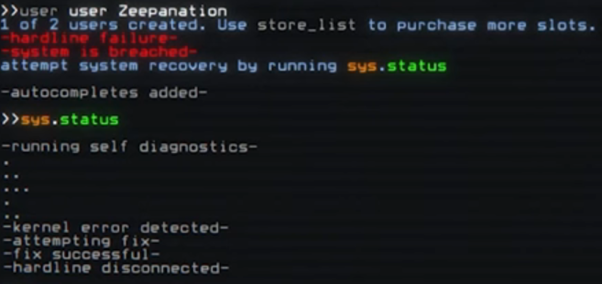 >>user user Zeepanation
1 of 2 users created. Use store_list to purchase more slots.
-hardline failure-
-system is breached-
attempt system recovery by running sys.status
-autocompletes added-
>>sys.status
-running self diagnostics-
.
..
...
.
..
-kernel error detected-
-attempting fix-
-fix successful-
-hardline disconnected-